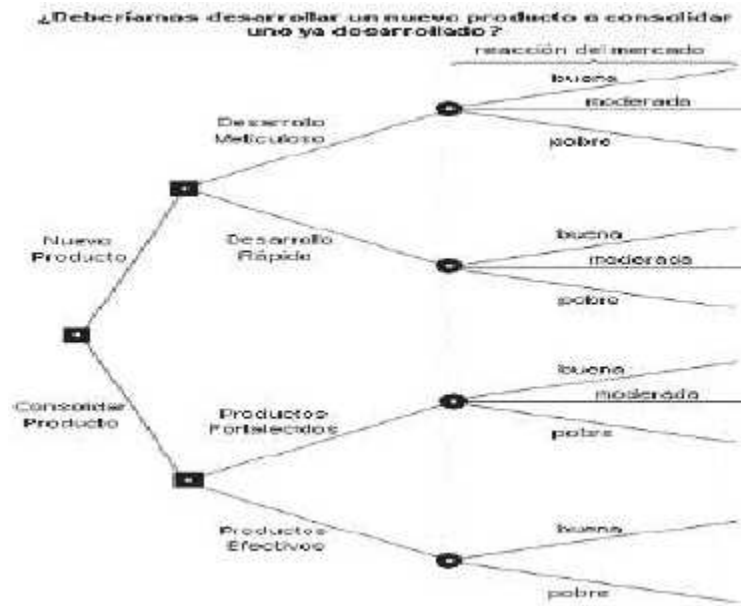 ¿Deberíamos desarrollar un nuevo producto o consolidar
uno ya desarrollado?
reacción del mercado
buena
moderada
pobre
Desarrollo
Meticuloso
Nuevo
Producto
Desarrollo
Rápido
buena
moderada
pobre
buena
moderada
pobre
Consolidar
Producto
Productos
Fortalecidos
Productos
Efectivos
buena
pobre